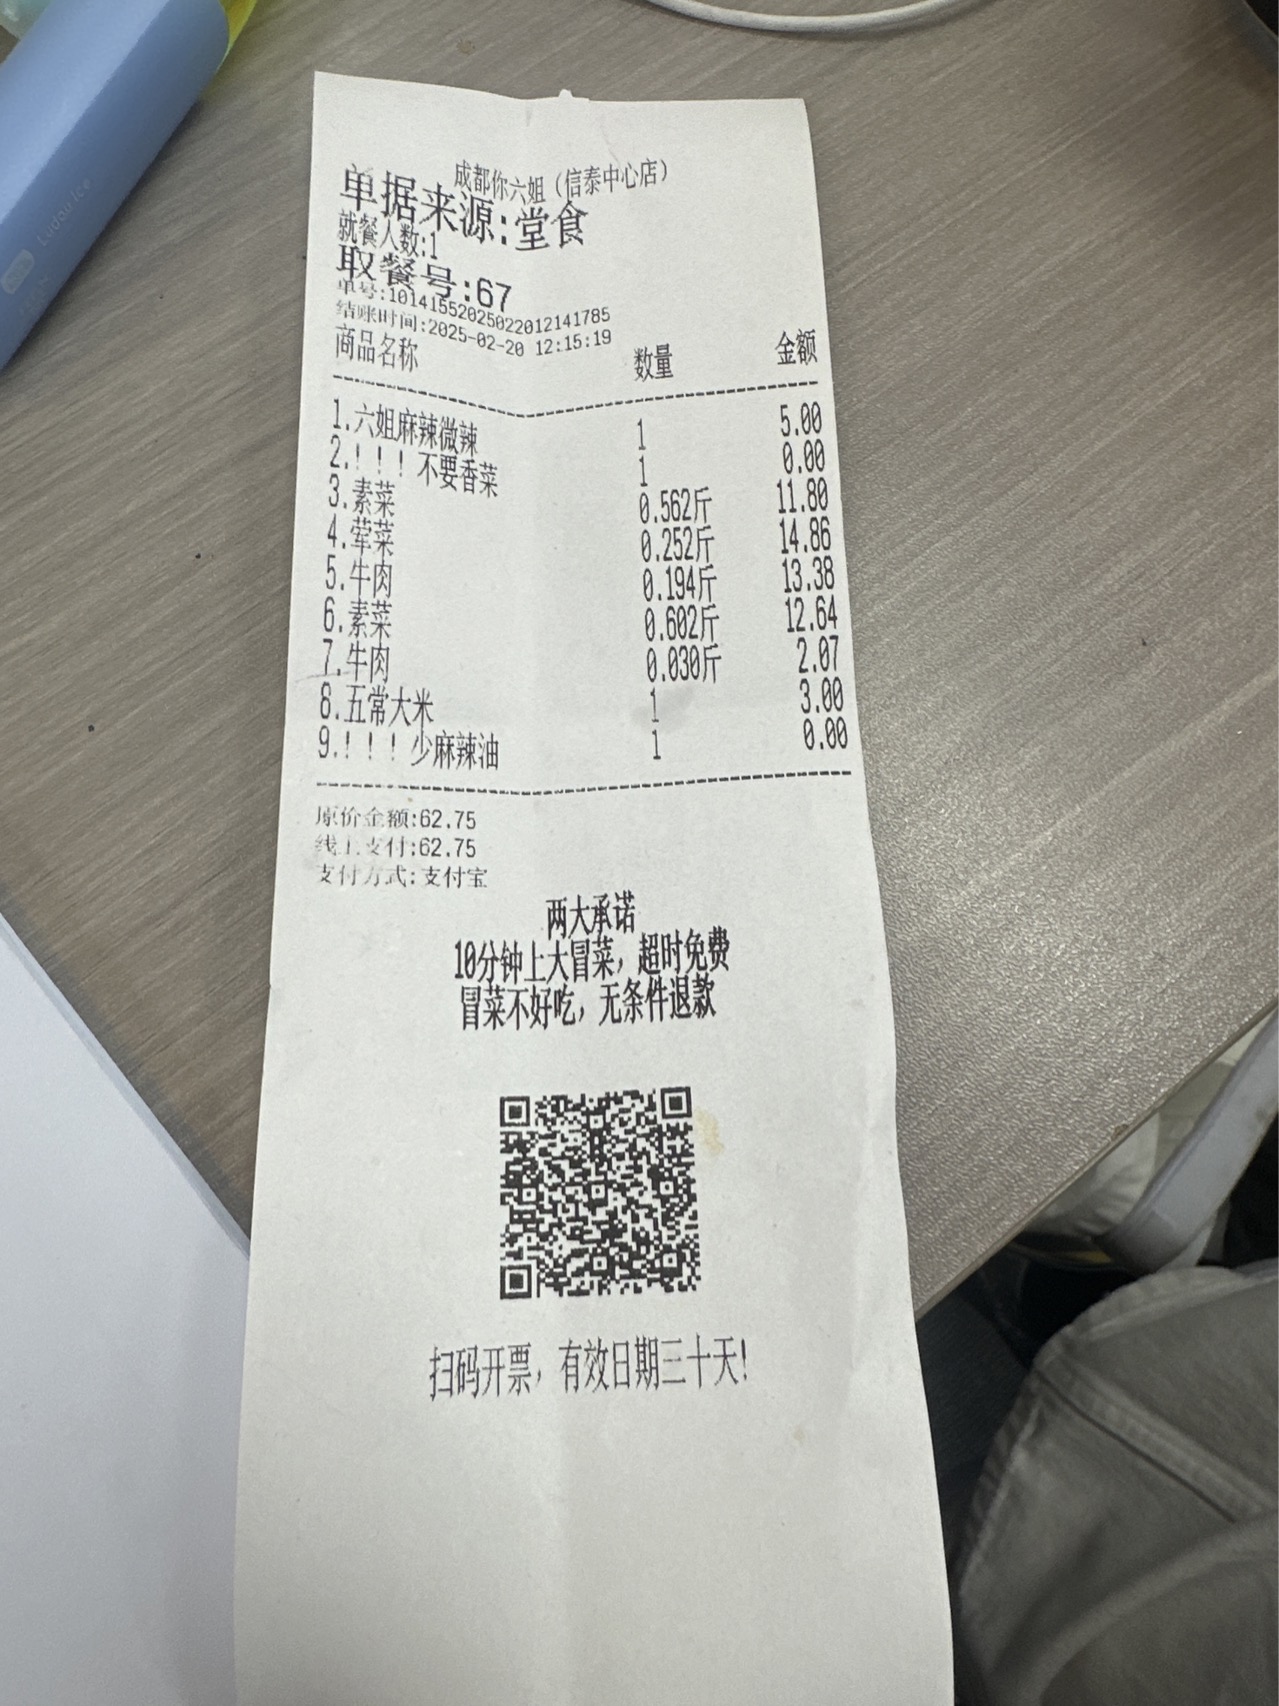 成都你六姐（信泰中心店）
单据来源:堂食
就餐人数:1
取餐号:67
单号:10141552025022012141785
结账时间:2025-02-20 12:15:19
商品名称 数量 金额
1.六姐麻辣微辣 1 5.00
2.!!! 不要香菜 1 0.00
3.素菜 0.562斤 11.80
4.荤菜 0.252斤 14.86
5.牛肉 0.194斤 13.38
6.素菜 0.602斤 12.64
7.牛肉 0.030斤 2.07
8.五常大米 1 3.00
9.!!! 少麻辣油 1 0.00
原价金额:62.75
线上支付:62.75
支付方式:支付宝
两大承诺
10分钟上大冒菜，超时免费
冒菜不好吃，无条件退款
扫码开票，有效日期三十天!